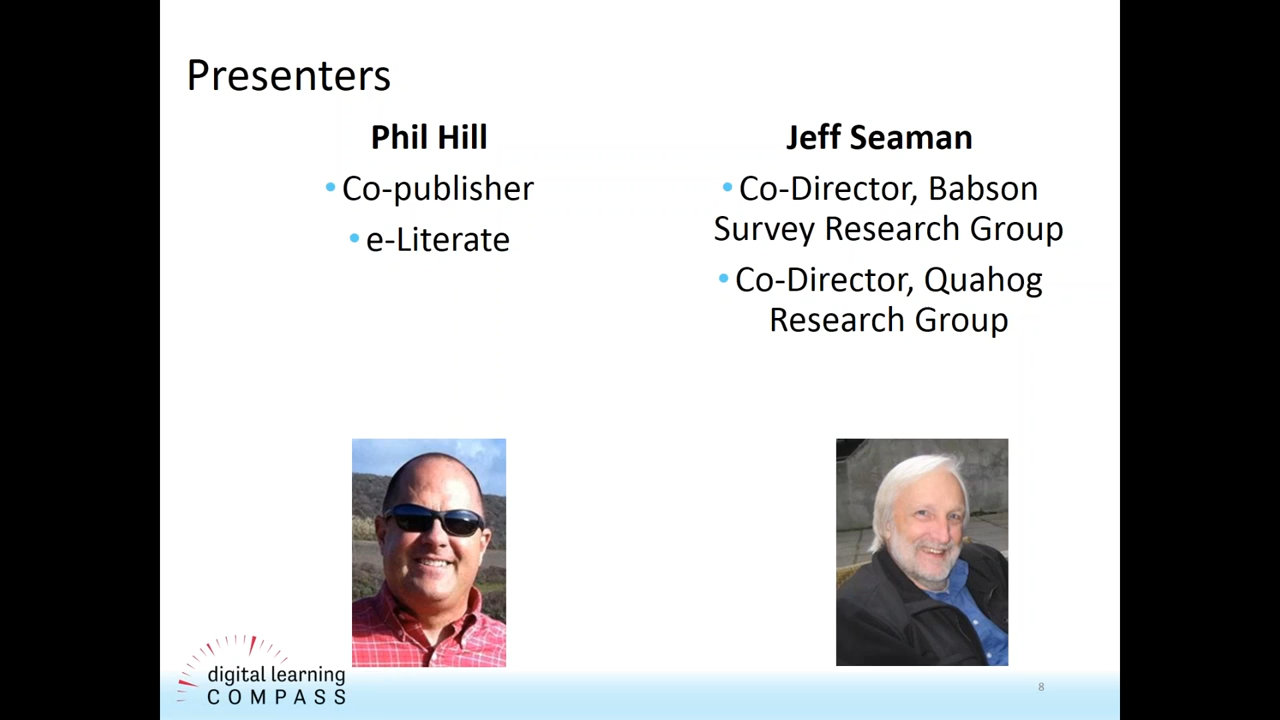 Presenters
Phil Hill
• Co-publisher
• e-Literate
Jeff Seaman
• Co-Director, Babson
Survey Research Group
• Co-Director, Quahog
Research Group
digital learning
COMPASS
8